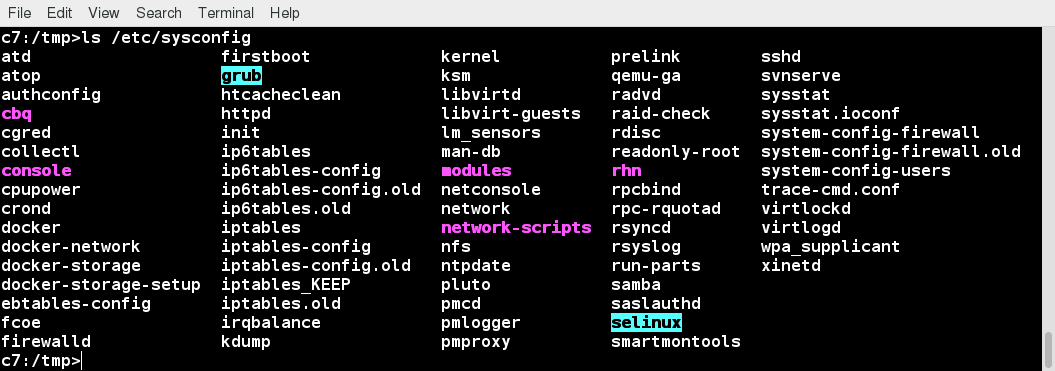 File Edit View Search Terminal Help
c7:/tmp>ls /etc/sysconfig
atd firstboot kernel prelink sshd
atop grub ksm qemu-ga svnserve
authconfig htcacheclean libvirtd radvd sysstat
cbq httpd libvirt-guests raid-check sysstat.ioconf
cgred init lm_sensors rdisc system-config-firewall
collectl ip6tables man-db readonly-root system-config-firewall.old
console ip6tables-config modules rhn system-config-users
cpupower ip6tables-config.old netconsole rpcbind trace-cmd.conf
crond ip6tables.old network rpc-rquotad virtlockd
docker iptables network-scripts rsyncd virtlogd
docker-network iptables-config nfs rsyslog wpa_supplicant
docker-storage iptables-config.old ntpdate run-parts xinetd
docker-storage-setup iptables_KEEP pluto samba
ebtables-config iptables.old pmcd saslauthd
fcoe irqbalance pmlogger selinux
firewalld kdump pmproxy smartmontools
c7:/tmp>